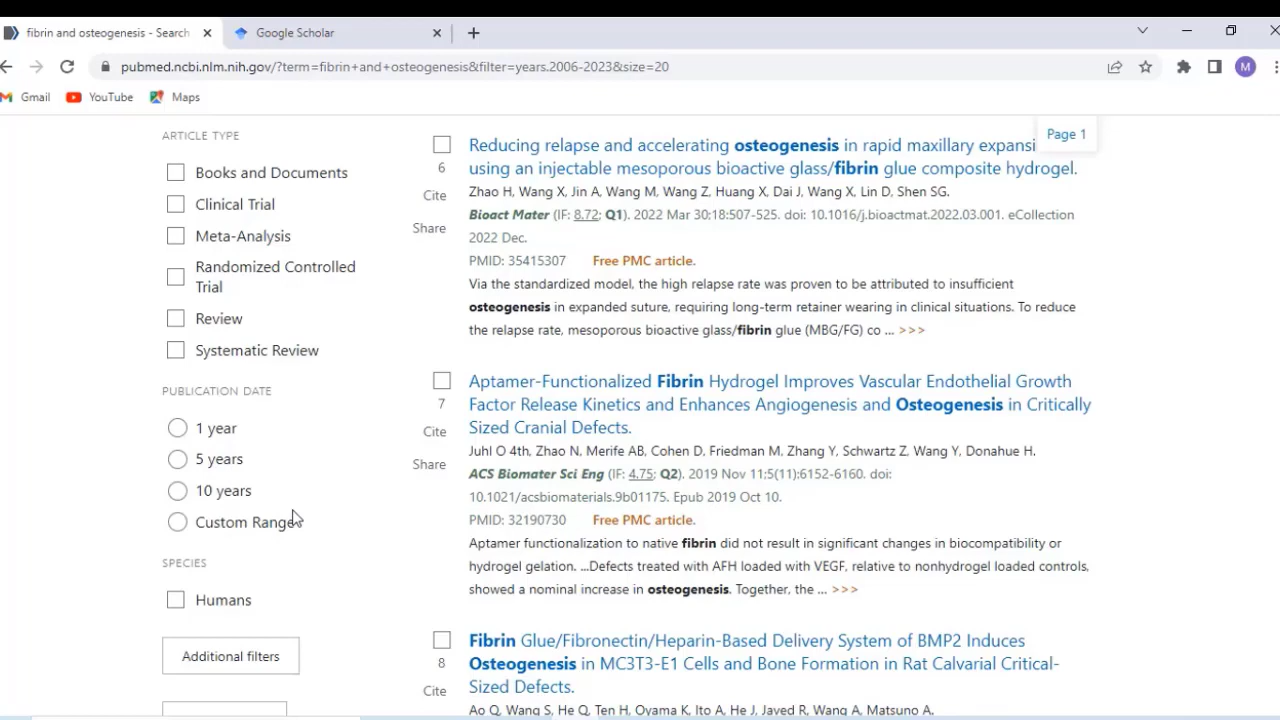 fibrin and osteogenesis - Search
Google Scholar
pubmed.ncbi.nlm.nih.gov/?term=fibrin+and+osteogenesis&filter=years.2006-2023&size=20
M
Gmail
YouTube
Maps
ARTICLE TYPE
Books and Documents
Clinical Trial
Meta-Analysis
Randomized Controlled
Trial
Review
Systematic Review
PUBLICATION DATE
1 year
5 years
10 years
Custom Range
SPECIES
Humans
Additional filters
Page 1
6
Cite
Share
Reducing relapse and accelerating osteogenesis in rapid maxillary expansi
using an injectable mesoporous bioactive glass/fibrin glue composite hydrogel.
Zhao H, Wang X, Jin A, Wang M, Wang Z, Huang X, Dai J, Wang X, Lin D, Shen SG.
Bioact Mater (IF: 8.72; Q1). 2022 Mar 30;18:507-525. doi: 10.1016/j.bioactmat.2022.03.001. eCollection
2022 Dec.
PMID: 35415307 Free PMC article.
Via the standardized model, the high relapse rate was proven to be attributed to insufficient
osteogenesis in expanded suture, requiring long-term retainer wearing in clinical situations. To reduce
the relapse rate, mesoporous bioactive glass/fibrin glue (MBG/FG) co ... >>>
7
Cite
Share
Aptamer-Functionalized Fibrin Hydrogel Improves Vascular Endothelial Growth
Factor Release Kinetics and Enhances Angiogenesis and Osteogenesis in Critically
Sized Cranial Defects.
Juhl O 4th, Zhao N, Merife AB, Cohen D, Friedman M, Zhang Y, Schwartz Z, Wang Y, Donahue H.
ACS Biomater Sci Eng (IF: 4.75; Q2). 2019 Nov 11;5(11):6152-6160. doi:
10.1021/acsbiomaterials.9b01175. Epub 2019 Oct 10.
PMID: 32190730 Free PMC article.
Aptamer functionalization to native fibrin did not result in significant changes in biocompatibility or
hydrogel gelation. ...Defects treated with AFH loaded with VEGF, relative to nonhydrogel loaded controls,
showed a nominal increase in osteogenesis. Together, the ... >>>
8
Cite
Fibrin Glue/Fibronectin/Heparin-Based Delivery System of BMP2 Induces
Osteogenesis in MC3T3-E1 Cells and Bone Formation in Rat Calvarial Critical-
Sized Defects.
Ao Q, Wang S, He Q, Ten H, Oyama K, Ito A, He J, Javed R, Wang A, Matsuno A.